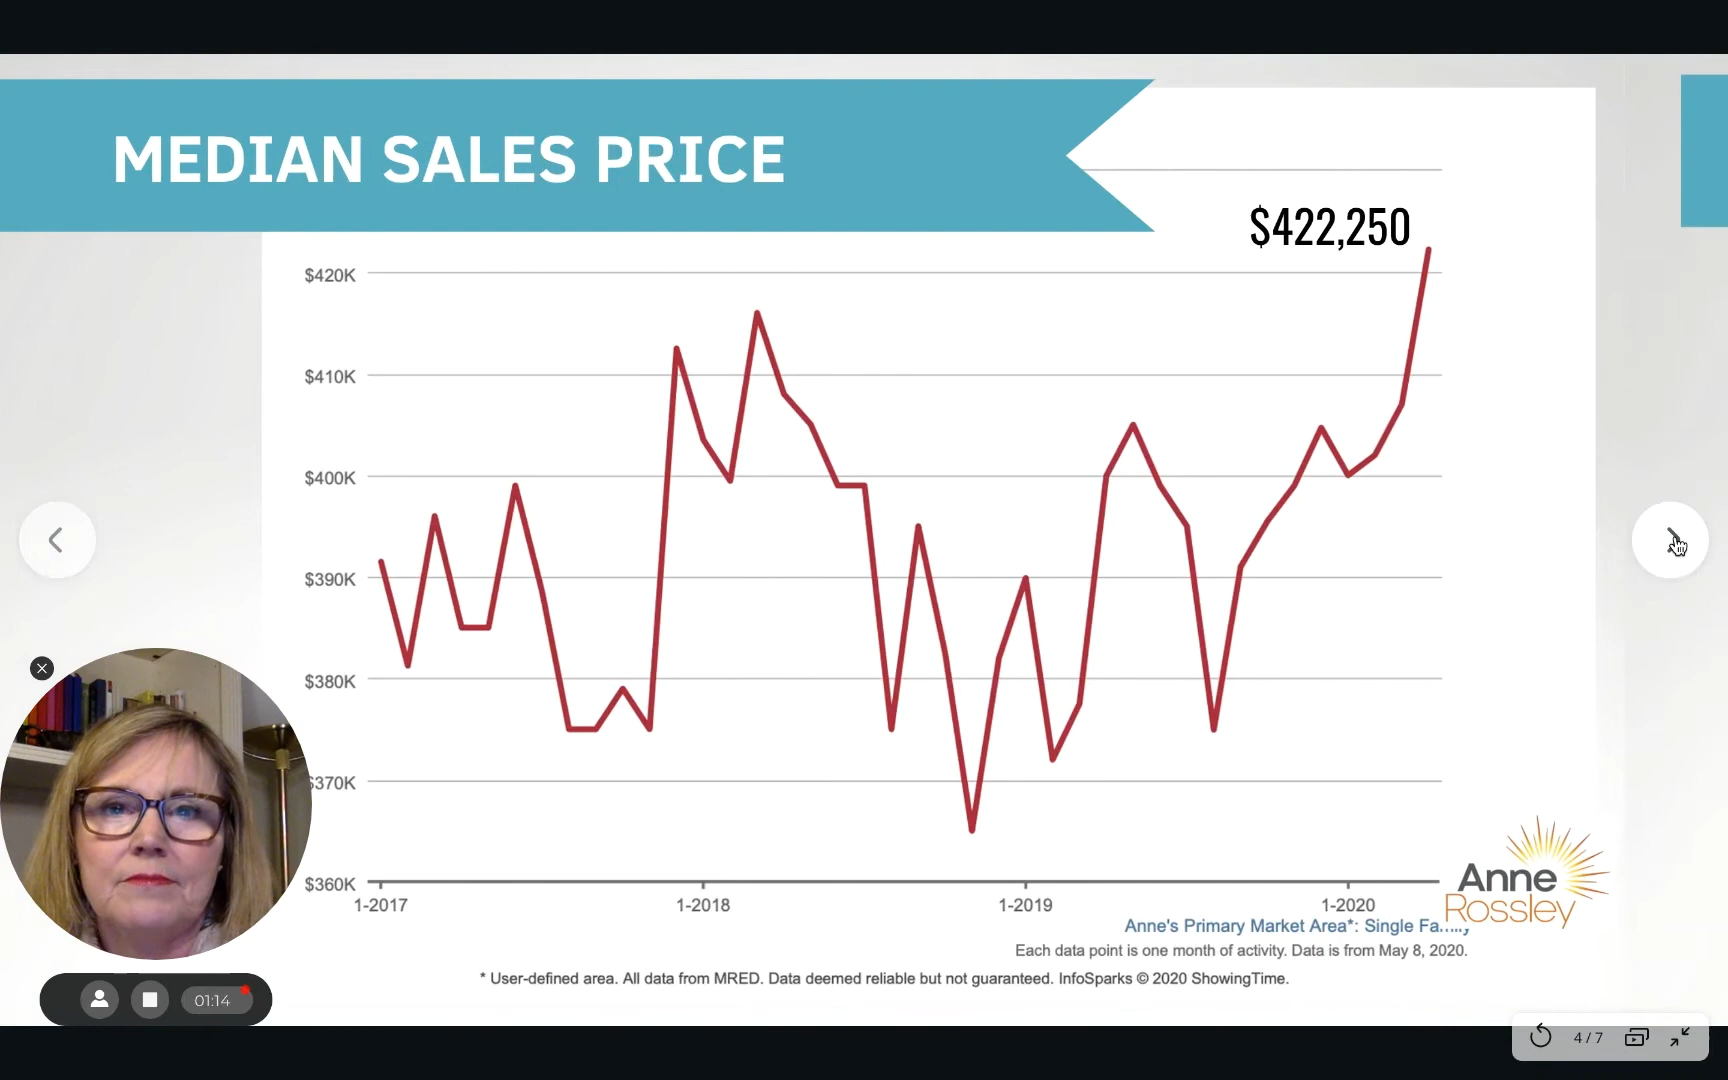 MEDIAN SALES PRICE
$422,250
$420K
$410K
$400K
$390K
$380K
$370K
$360K
1-2017 1-2018 1-2019 1-2020
Anne
Rossley
Anne's Primary Market Area*: Single
Each data point is one month of activity. Data is from May 8, 2020.
* User-defined area. All data from MRED. Data deemed reliable but not guaranteed. InfoSparks © 2020 ShowingTime.
01:14
4 / 7